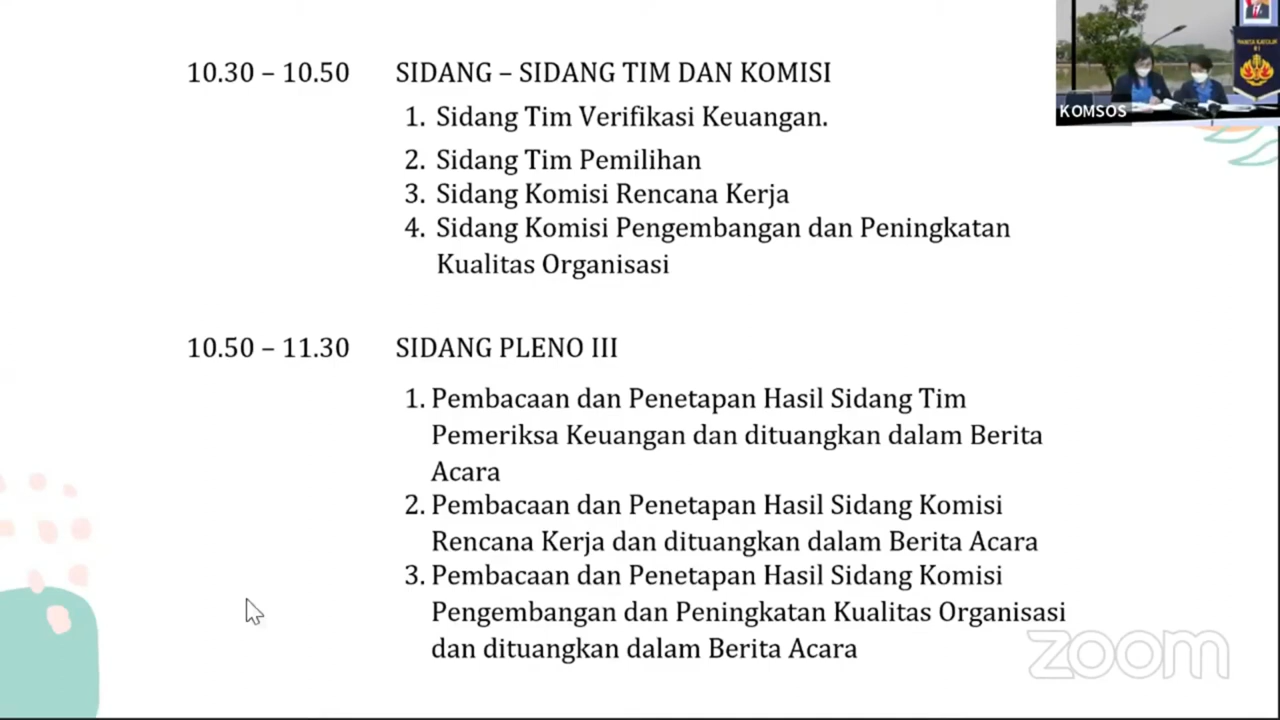 10.30 – 10.50 SIDANG – SIDANG TIM DAN KOMISI
1. Sidang Tim Verifikasi Keuangan.
2. Sidang Tim Pemilihan
3. Sidang Komisi Rencana Kerja
4. Sidang Komisi Pengembangan dan Peningkatan
Kualitas Organisasi
10.50 – 11.30 SIDANG PLENO III
1. Pembacaan dan Penetapan Hasil Sidang Tim
Pemeriksa Keuangan dan dituangkan dalam Berita
Acara
2. Pembacaan dan Penetapan Hasil Sidang Komisi
Rencana Kerja dan dituangkan dalam Berita Acara
3. Pembacaan dan Penetapan Hasil Sidang Komisi
Pengembangan dan Peningkatan Kualitas Organisasi
dan dituangkan dalam Berita Acara
KOMSOS
zoom